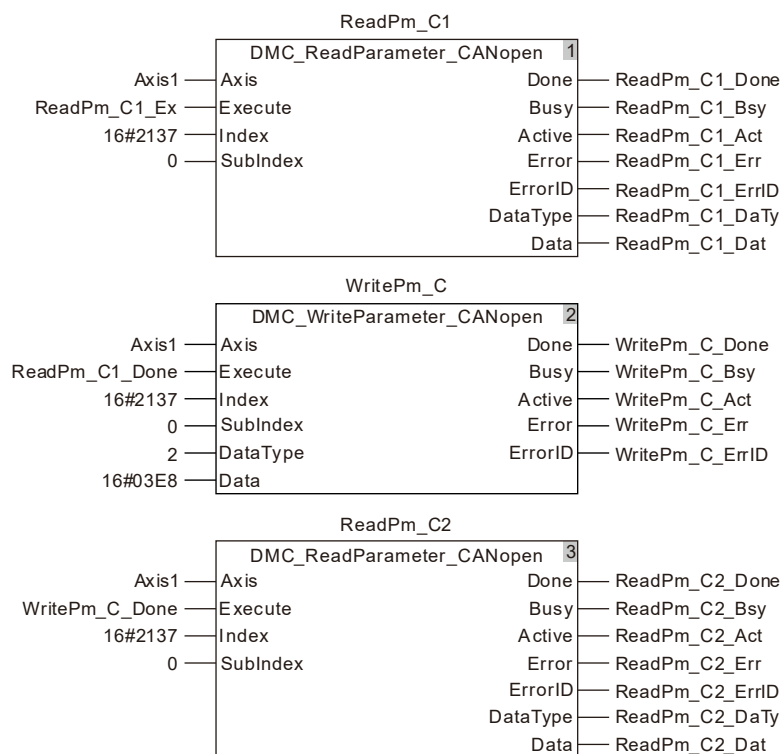 ReadPm_C1
DMC_ReadParameter_CANopen 1
Axis1 Axis Done ReadPm_C1_Done
ReadPm_C1_Ex Execute Busy ReadPm_C1_Bsy
16#2137 Index Active ReadPm_C1_Act
0 SubIndex Error ReadPm_C1_Err
ErrorID ReadPm_C1_ErrID
DataType ReadPm_C1_DaTy
Data ReadPm_C1_Dat
WritePm_C
DMC_WriteParameter_CANopen 2
Axis1 Axis Done WritePm_C_Done
ReadPm_C1_Done Execute Busy WritePm_C_Bsy
16#2137 Index Active WritePm_C_Act
0 SubIndex Error WritePm_C_Err
2 DataType ErrorID WritePm_C_ErrID
16#03E8 Data
ReadPm_C2
DMC_ReadParameter_CANopen 3
Axis1 Axis Done ReadPm_C2_Done
WritePm_C_Done Execute Busy ReadPm_C2_Bsy
16#2137 Index Active ReadPm_C2_Act
0 SubIndex Error ReadPm_C2_Err
ErrorID ReadPm_C2_ErrID
DataType ReadPm_C2_DaTy
Data ReadPm_C2_Dat